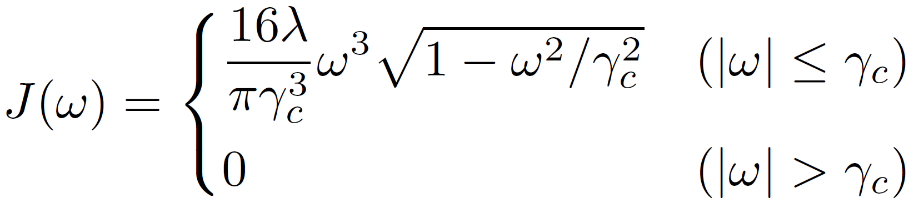 J(ω) = { 16λ/(πγ_c^3) ω^3 √(1 − ω^2/γ_c^2) (|ω| ≤ γ_c)
0 (|ω| > γ_c)